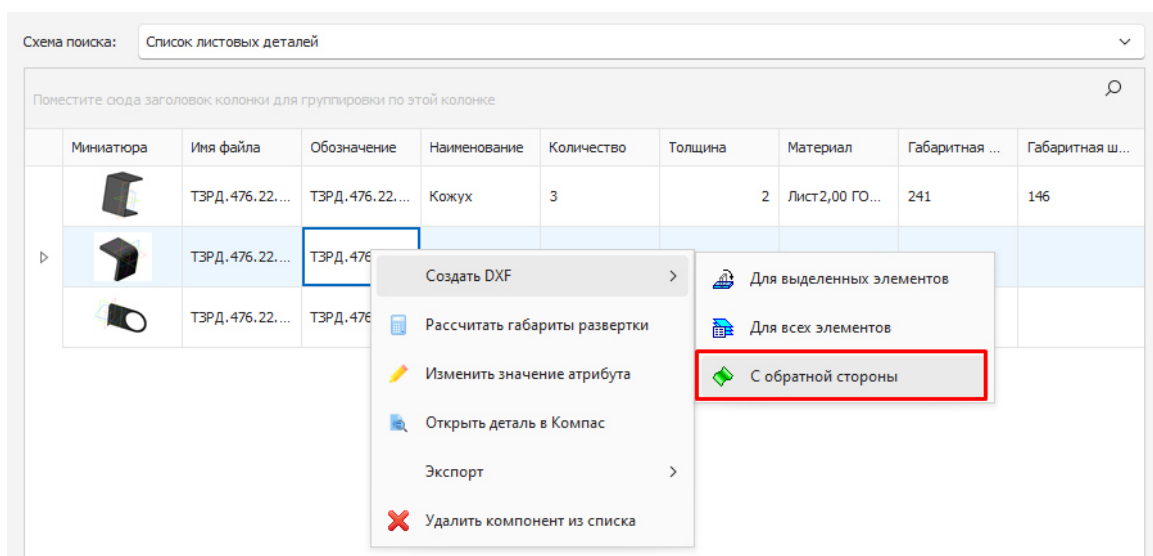 Схема поиска: Список листовых деталей
Поместите сюда заголовок колонки для группировки по этой колонке
Миниатюра Имя файла Обозначение Наименование Количество Толщина Материал Габаритная ... Габаритная ш...
ТЗРД.476.22.... ТЗРД.476.22.... Кожух 3 2 Лист2,00 ГО... 241 146
ТЗРД.476.22.... ТЗРД.476
ТЗРД.476.22.... ТЗРД.476
Создать DXF
Рассчитать габариты развертки
Изменить значение атрибута
Открыть деталь в Компас
Экспорт
Удалить компонент из списка
Для выделенных элементов
Для всех элементов
С обратной стороны